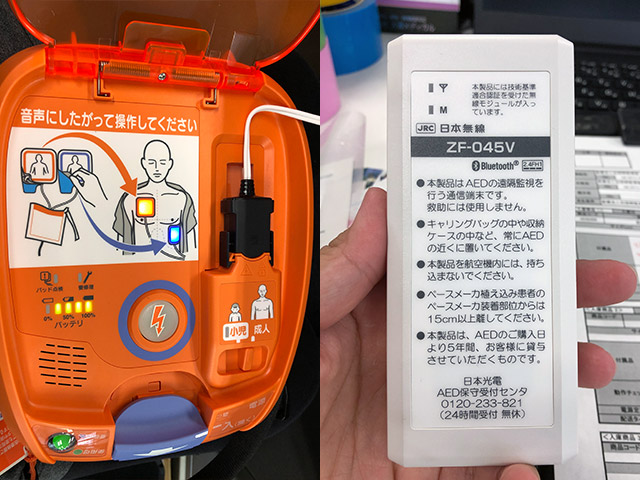 音声にしたがって操作してください
パッド点検
要修理
0% 50% 100%
バッテリ
小児
成人
本製品には技術基準
適合認証を受けた無
線モジュールが入っ
ています。
M
JRC 日本無線
ZF-045V
Bluetooth®
2.4FH1
●本製品はAEDの遠隔監視を
行う通信端末です。
救助には使用しません。
●キャリングバッグの中や収納
ケースの中など、常にAED
の近くに置いてください。
●本製品を航空機内には、持ち
込まないでください。
●ペースメーカ植え込み患者の
ペースメーカ装着部位からは
15cm以上離してください。
●本製品は、AEDのご購入日
より5年間、お客様に貸与
させていただくものです。
日本光電
AED保守受付センタ
0120-233-821
(24時間受付 無休)